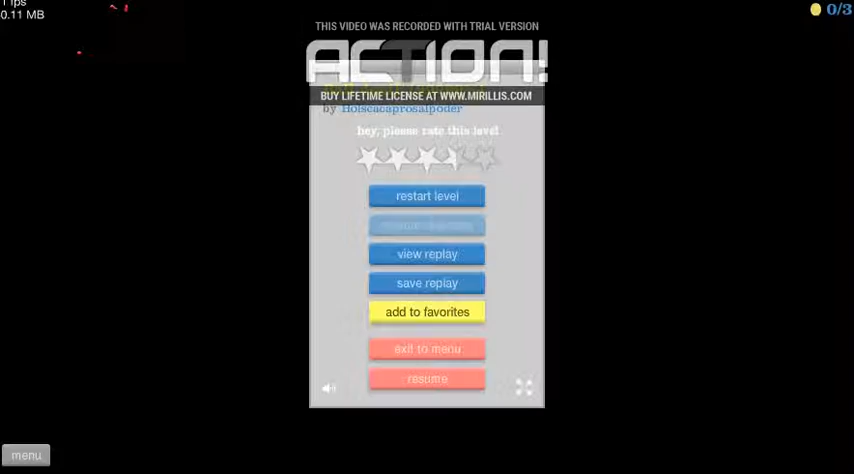 1 fps
0.11 MB
0/3
THIS VIDEO WAS RECORDED WITH TRIAL VERSION
ACTION!
BUY LIFETIME LICENSE AT WWW.MIRILLIS.COM
by Holscacaprosalpoder
hey, please rate this level
restart level
view replay
save replay
add to favorites
exit to menu
resume
menu